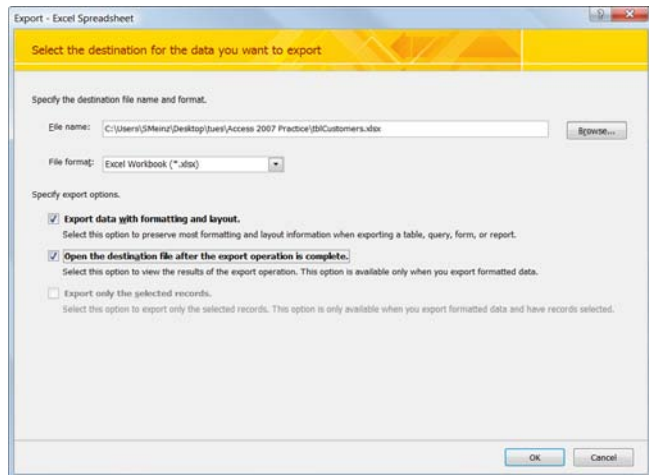 Export - Excel Spreadsheet
Select the destination for the data you want to export
Specify the destination file name and format.
File name: C:\Users\SMeinz\Desktop\tues\Access 2007 Practice\tblCustomers.xlsx Browse...
File format: Excel Workbook (*.xlsx)
Specify export options.
Export data with formatting and layout.
Select this option to preserve most formatting and layout information when exporting a table, query, form, or report.
Open the destination file after the export operation is complete.
Select this option to view the results of the export operation. This option is available only when you export formatted data.
Export only the selected records.
Select this option to export only the selected records. This option is only available when you export formatted data and have records selected.
OK Cancel